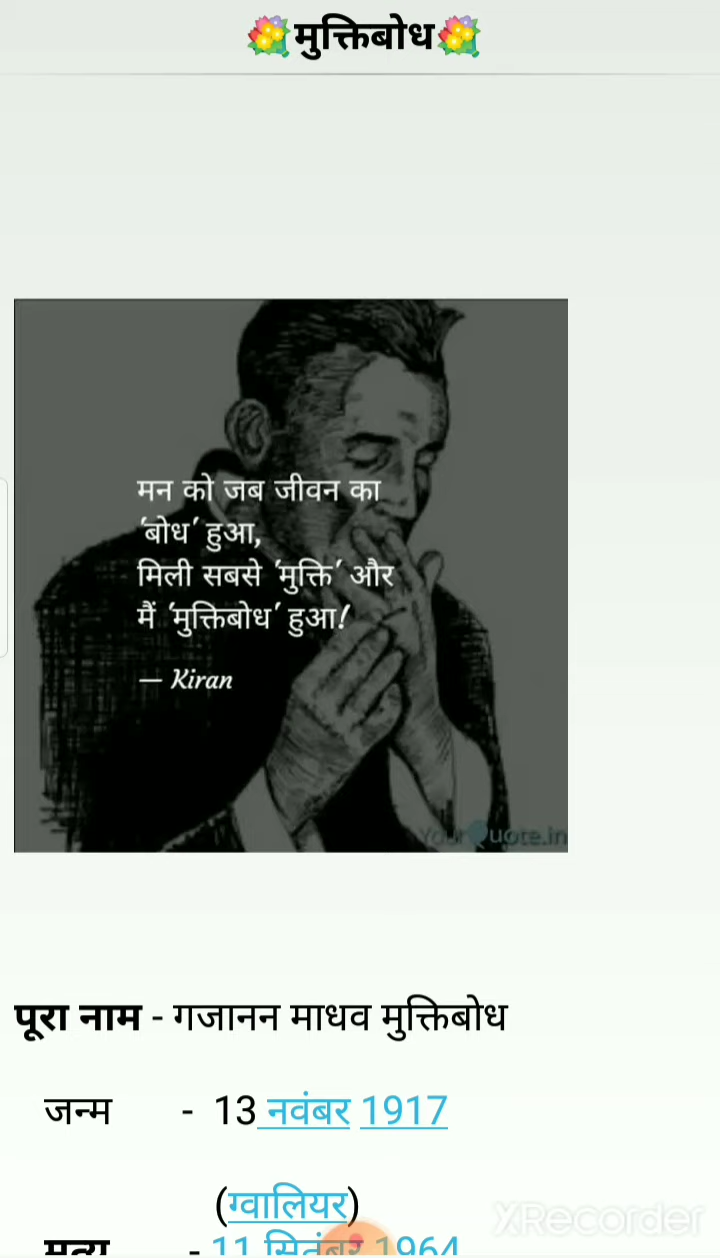 💐मुक्तिबोध💐
मन को जब जीवन का
'बोध' हुआ,
मिली सबसे 'मुक्ति' और
मैं 'मुक्तिबोध' हुआ!
— Kiran
YourQuote.in
पूरा नाम - गजानन माधव मुक्तिबोध
जन्म - 13 नवंबर 1917
(ग्वालियर)
मृत्यु - 11 सितंबर 1964
XRecorder